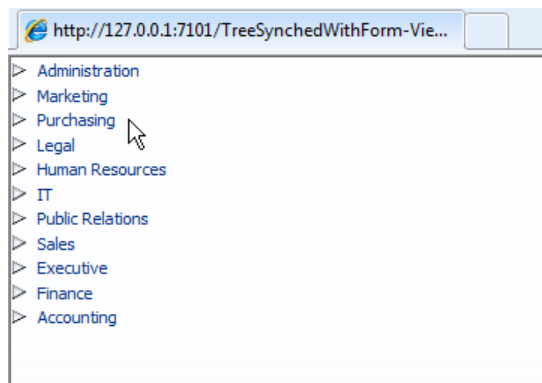 http://127.0.0.1:7101/TreeSynchedWithForm-Vie...
Administration
Marketing
Purchasing
Legal
Human Resources
IT
Public Relations
Sales
Executive
Finance
Accounting